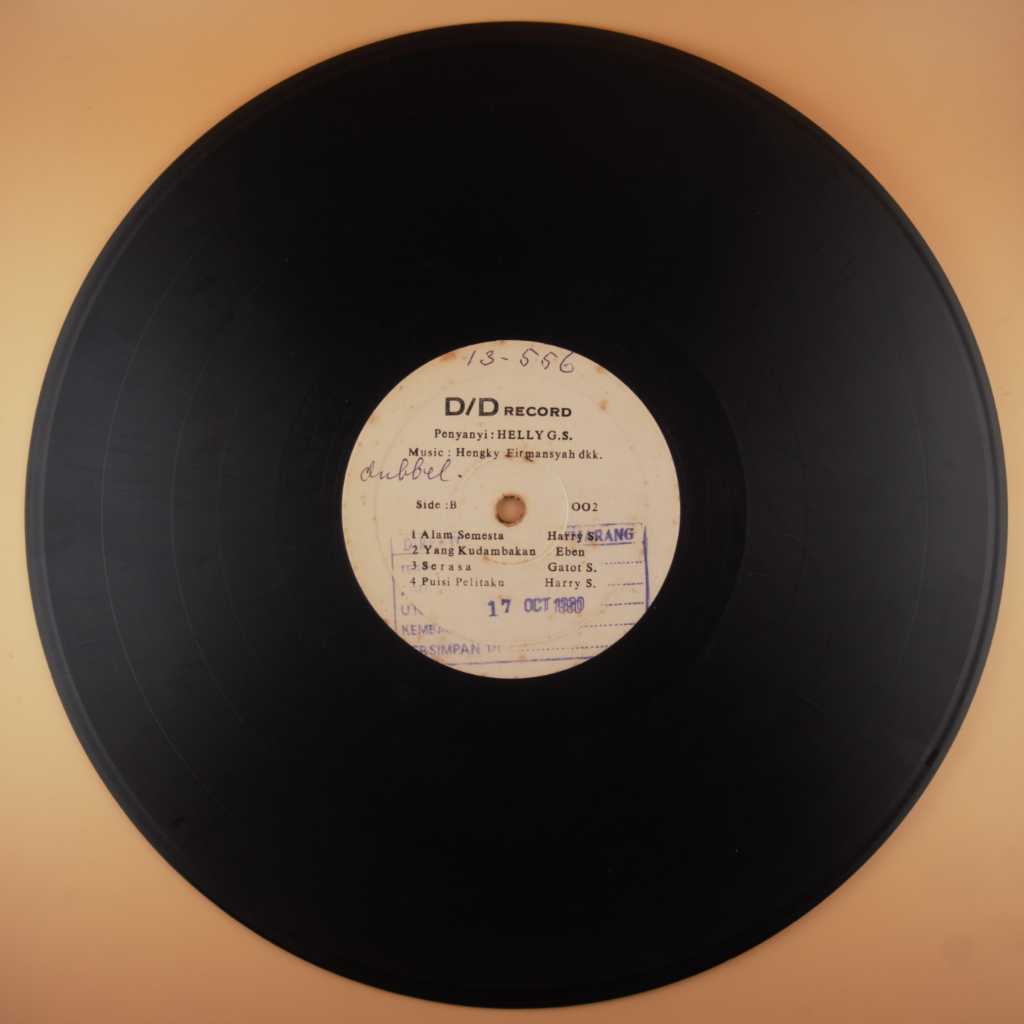 13-556
D/D RECORD
Penyanyi : HELLY G.S.
Music : Hengky Firmansyah dkk.
dubbel.
Side : B 002
1 Alam Semesta Harry S.
2 Yang Kudambakan Eben
3 Serasa Gatot S.
4 Puisi Pelitaku Harry S.
17 OCT 1980